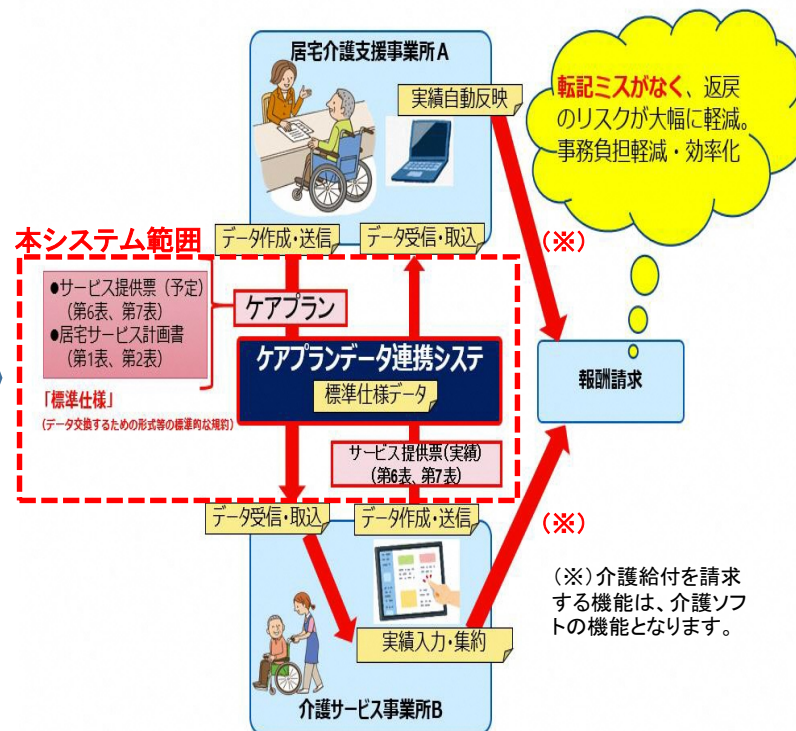 居宅介護支援事業所A
実績自動反映
転記ミスがなく、返戻
のリスクが大幅に軽減。
事務負担軽減・効率化
データ作成・送信
データ受信・取込
(※)
本システム範囲
●サービス提供票（予定）
（第6表、第7表）
●居宅サービス計画書
（第1表、第2表）
ケアプラン
ケアプランデータ連携システ
標準仕様データ
報酬請求
「標準仕様」
(データ交換するための形式等の標準的な規約)
サービス提供票(実績)
(第6表、第7表)
データ受信・取込
データ作成・送信
(※)
実績入力・集約
介護サービス事業所B
（※）介護給付を請求
する機能は、介護ソフ
トの機能となります。